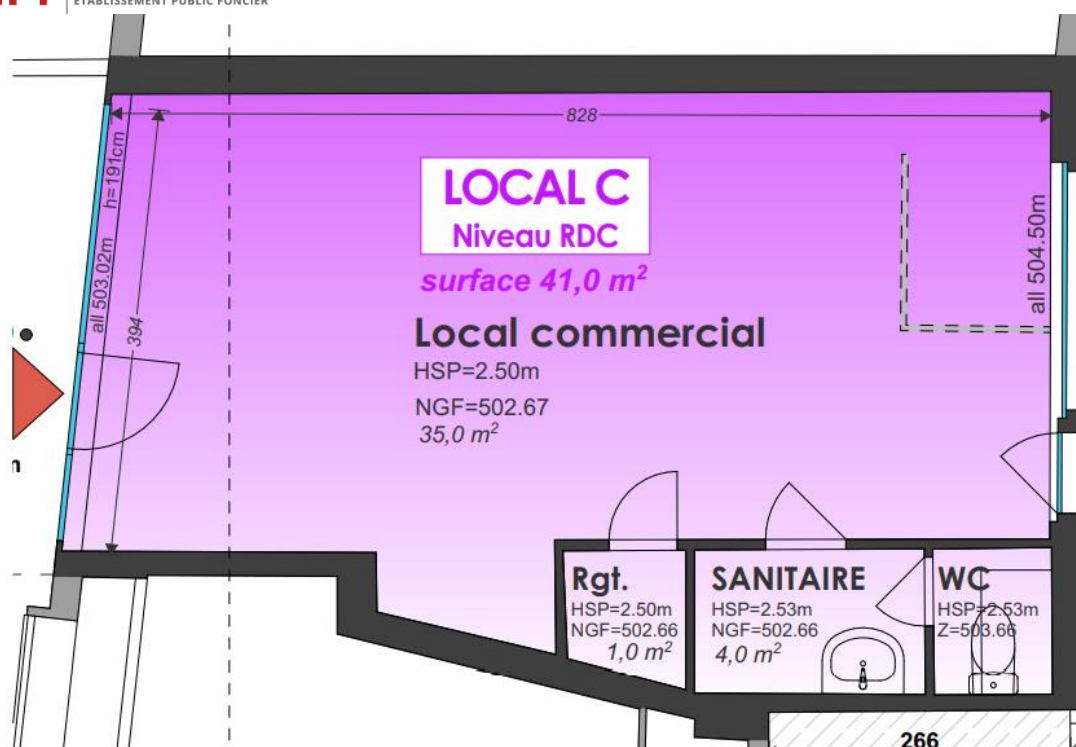 ETABLISSEMENT PUBLIC FONCIER
828
h=191cm
all 503.02m
394
LOCAL C
Niveau RDC
surface 41,0 m²
Local commercial
HSP=2.50m
NGF=502.67
35,0 m²
all 504.50m
Rgt.
HSP=2.50m
NGF=502.66
1,0 m²
SANITAIRE
HSP=2.53m
NGF=502.66
4,0 m²
WC
HSP=2.53m
Z=503.66
266